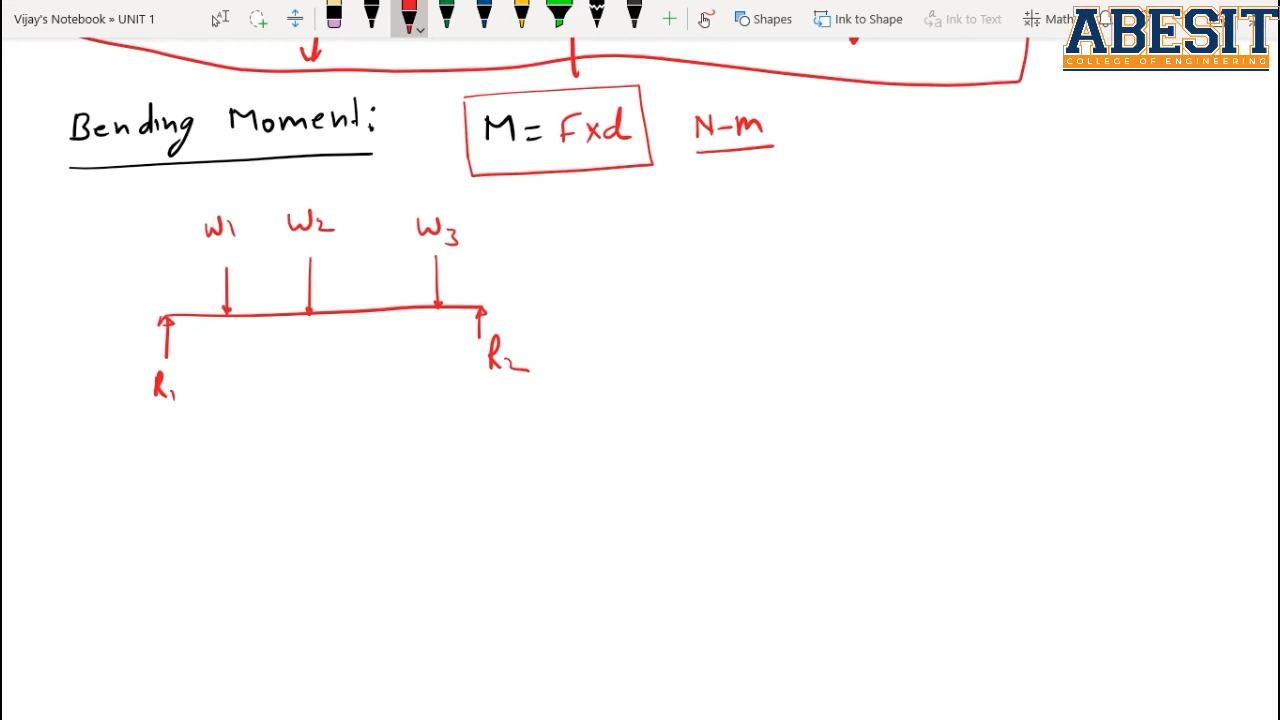 Vijay's Notebook » UNIT 1
Shapes
Ink to Shape
Ink to Text
Math
ABESIT
COLLEGE OF ENGINEERING
Bending Moment:
M = F×d
N-m
W1 W2 W3
R1
R2